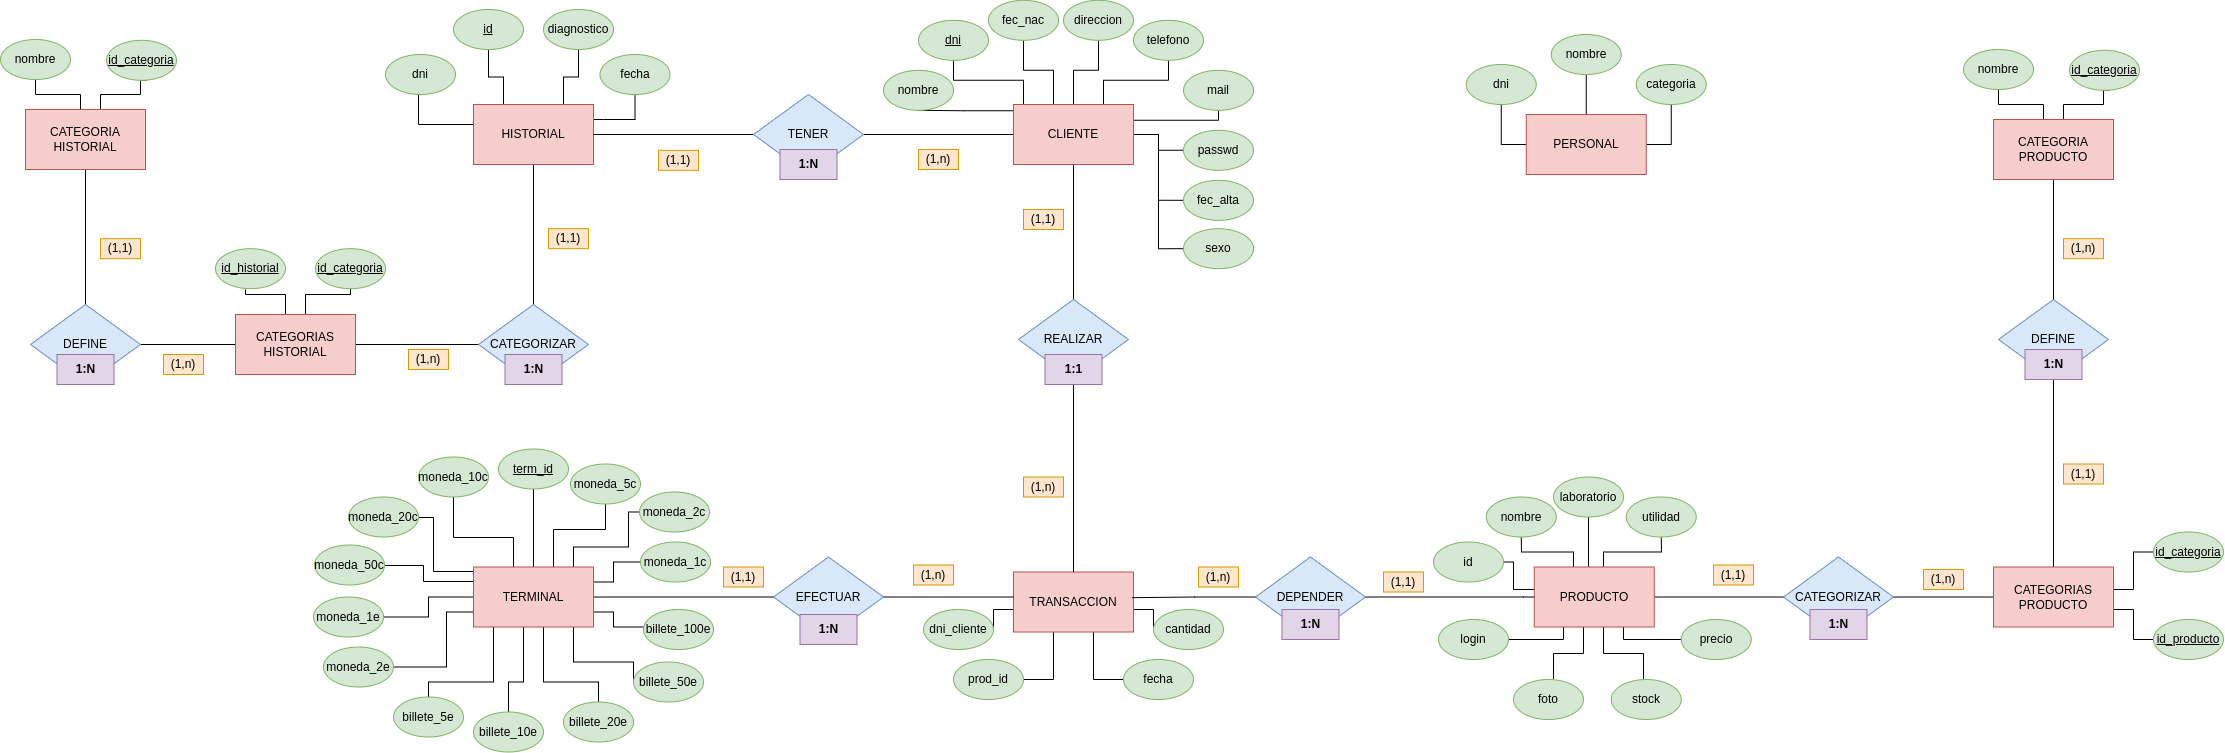 nombre
id_categoria
CATEGORIA
HISTORIAL
(1,1)
DEFINE
1:N
(1,n)
id_historial
id_categoria
CATEGORIAS
HISTORIAL
(1,n)
CATEGORIZAR
1:N
(1,1)
dni
id
diagnostico
fecha
HISTORIAL
(1,1)
TENER
1:N
(1,n)
nombre
dni
fec_nac
direccion
telefono
mail
passwd
fec_alta
sexo
CLIENTE
(1,1)
REALIZAR
1:1
(1,n)
dni
nombre
categoria
PERSONAL
nombre
id_categoria
CATEGORIA
PRODUCTO
(1,n)
DEFINE
1:N
(1,1)
moneda_10c
term_id
moneda_5c
moneda_20c
moneda_2c
moneda_50c
moneda_1c
moneda_1e
TERMINAL
billete_100e
moneda_2e
billete_50e
billete_5e
billete_10e
billete_20e
(1,1)
EFECTUAR
1:N
(1,n)
TRANSACCION
dni_cliente
cantidad
prod_id
fecha
(1,n)
DEPENDER
1:N
(1,1)
id
nombre
laboratorio
utilidad
PRODUCTO
login
precio
foto
stock
(1,1)
CATEGORIZAR
1:N
(1,n)
CATEGORIAS
PRODUCTO
id_categoria
id_producto